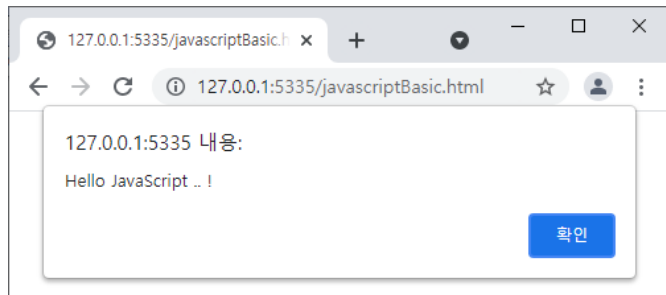 127.0.0.1:5335/javascriptBasic.h
127.0.0.1:5335/javascriptBasic.html
127.0.0.1:5335 내용:
Hello JavaScript .. !
확인